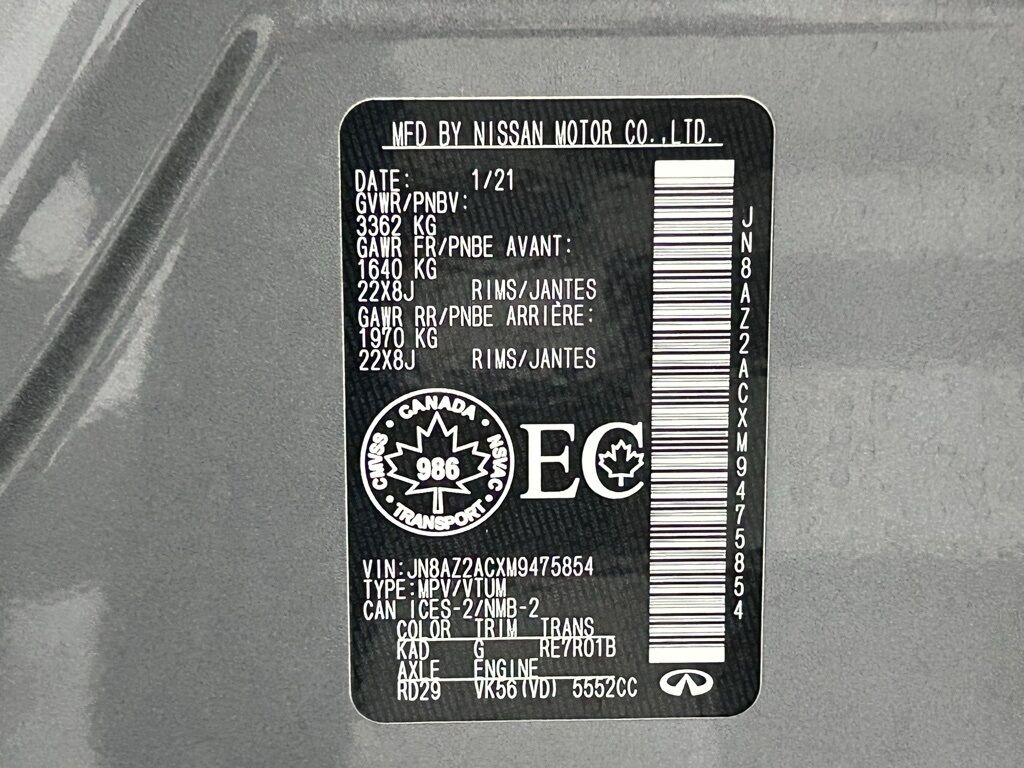 MFD BY NISSAN MOTOR CO.,LTD.
DATE: 1/21
GVWR/PNBV:
3362 KG
GAWR FR/PNBE AVANT:
1640 KG
22X8J RIMS/JANTES
GAWR RR/PNBE ARRIÈRE:
1970 KG
22X8J RIMS/JANTES
CANADA
CMVSS
986
NSVAC
TRANSPORT
EC
VIN:JN8AZ2ACXM9475854
TYPE:MPV/VTUM
CAN ICES-2/NMB-2
COLOR TRIM TRANS
KAD G RE7R01B
AXLE ENGINE
RD29 VK56(VD) 5552CC
JN8AZ2ACXM9475854